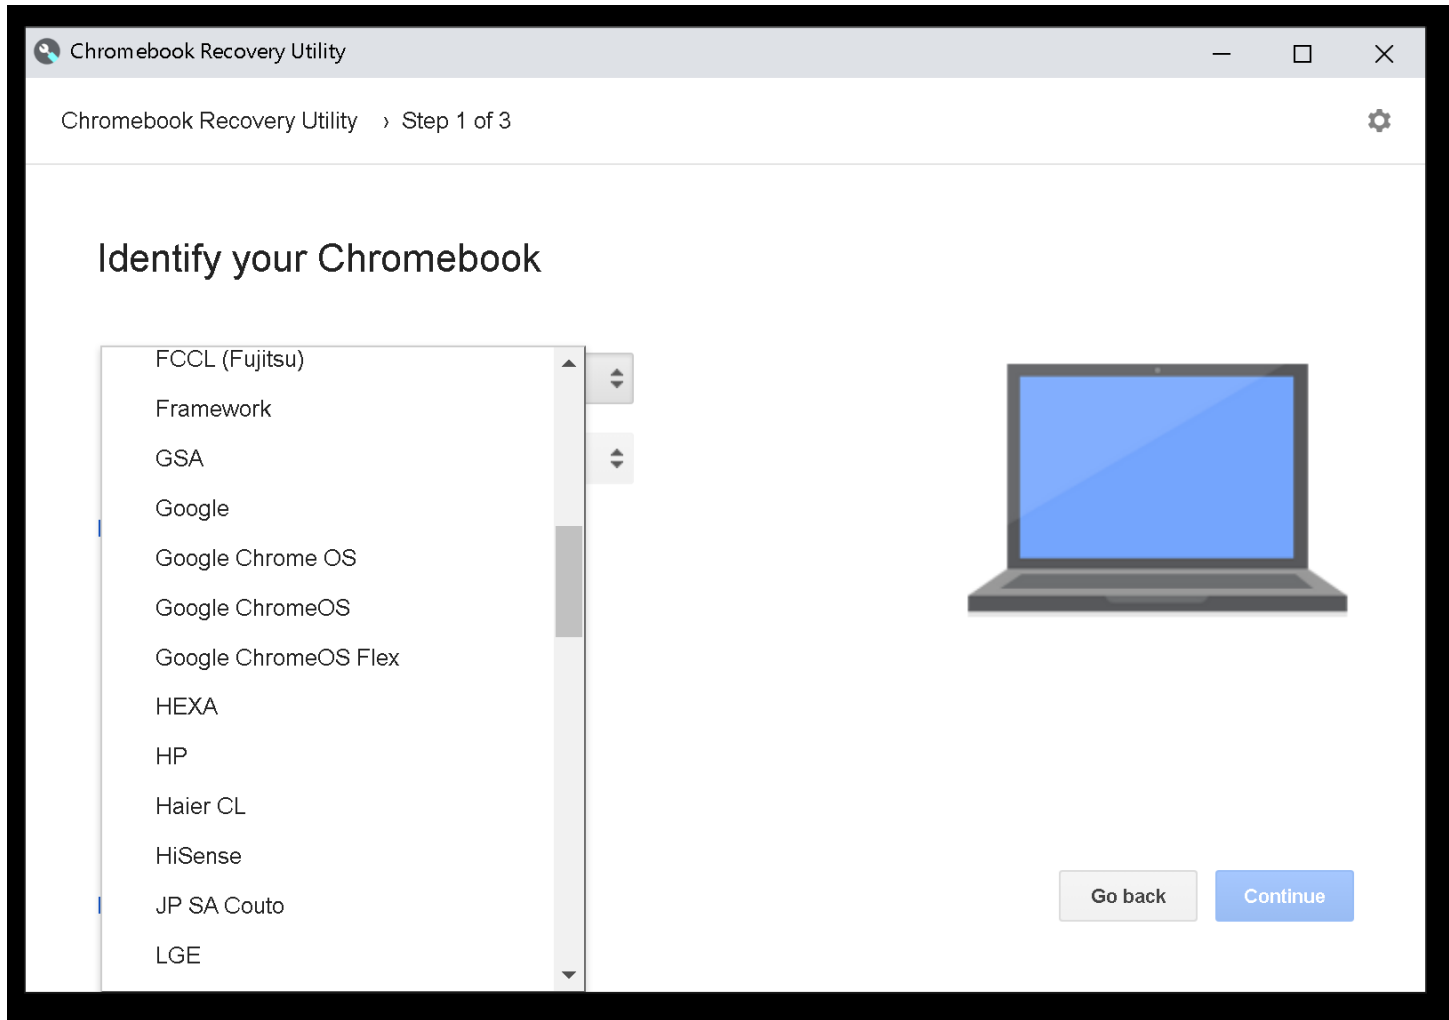 Chromebook Recovery Utility
Chromebook Recovery Utility › Step 1 of 3
Identify your Chromebook
FCCL (Fujitsu)
Framework
GSA
Google
Google Chrome OS
Google ChromeOS
Google ChromeOS Flex
HEXA
HP
Haier CL
HiSense
JP SA Couto
LGE
Go back
Continue